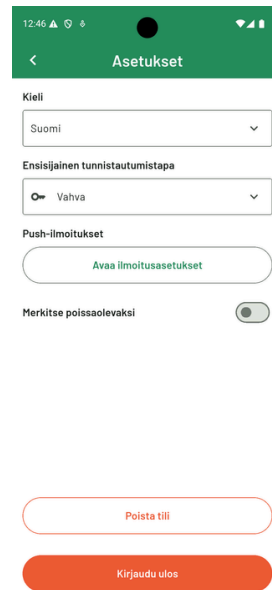 12:46
Asetukset
Kieli
Suomi
Ensisijainen tunnistautumistapa
Vahva
Push-ilmoitukset
Avaa ilmoitusasetukset
Merkitse poissaolevaksi
Poista tili
Kirjaudu ulos